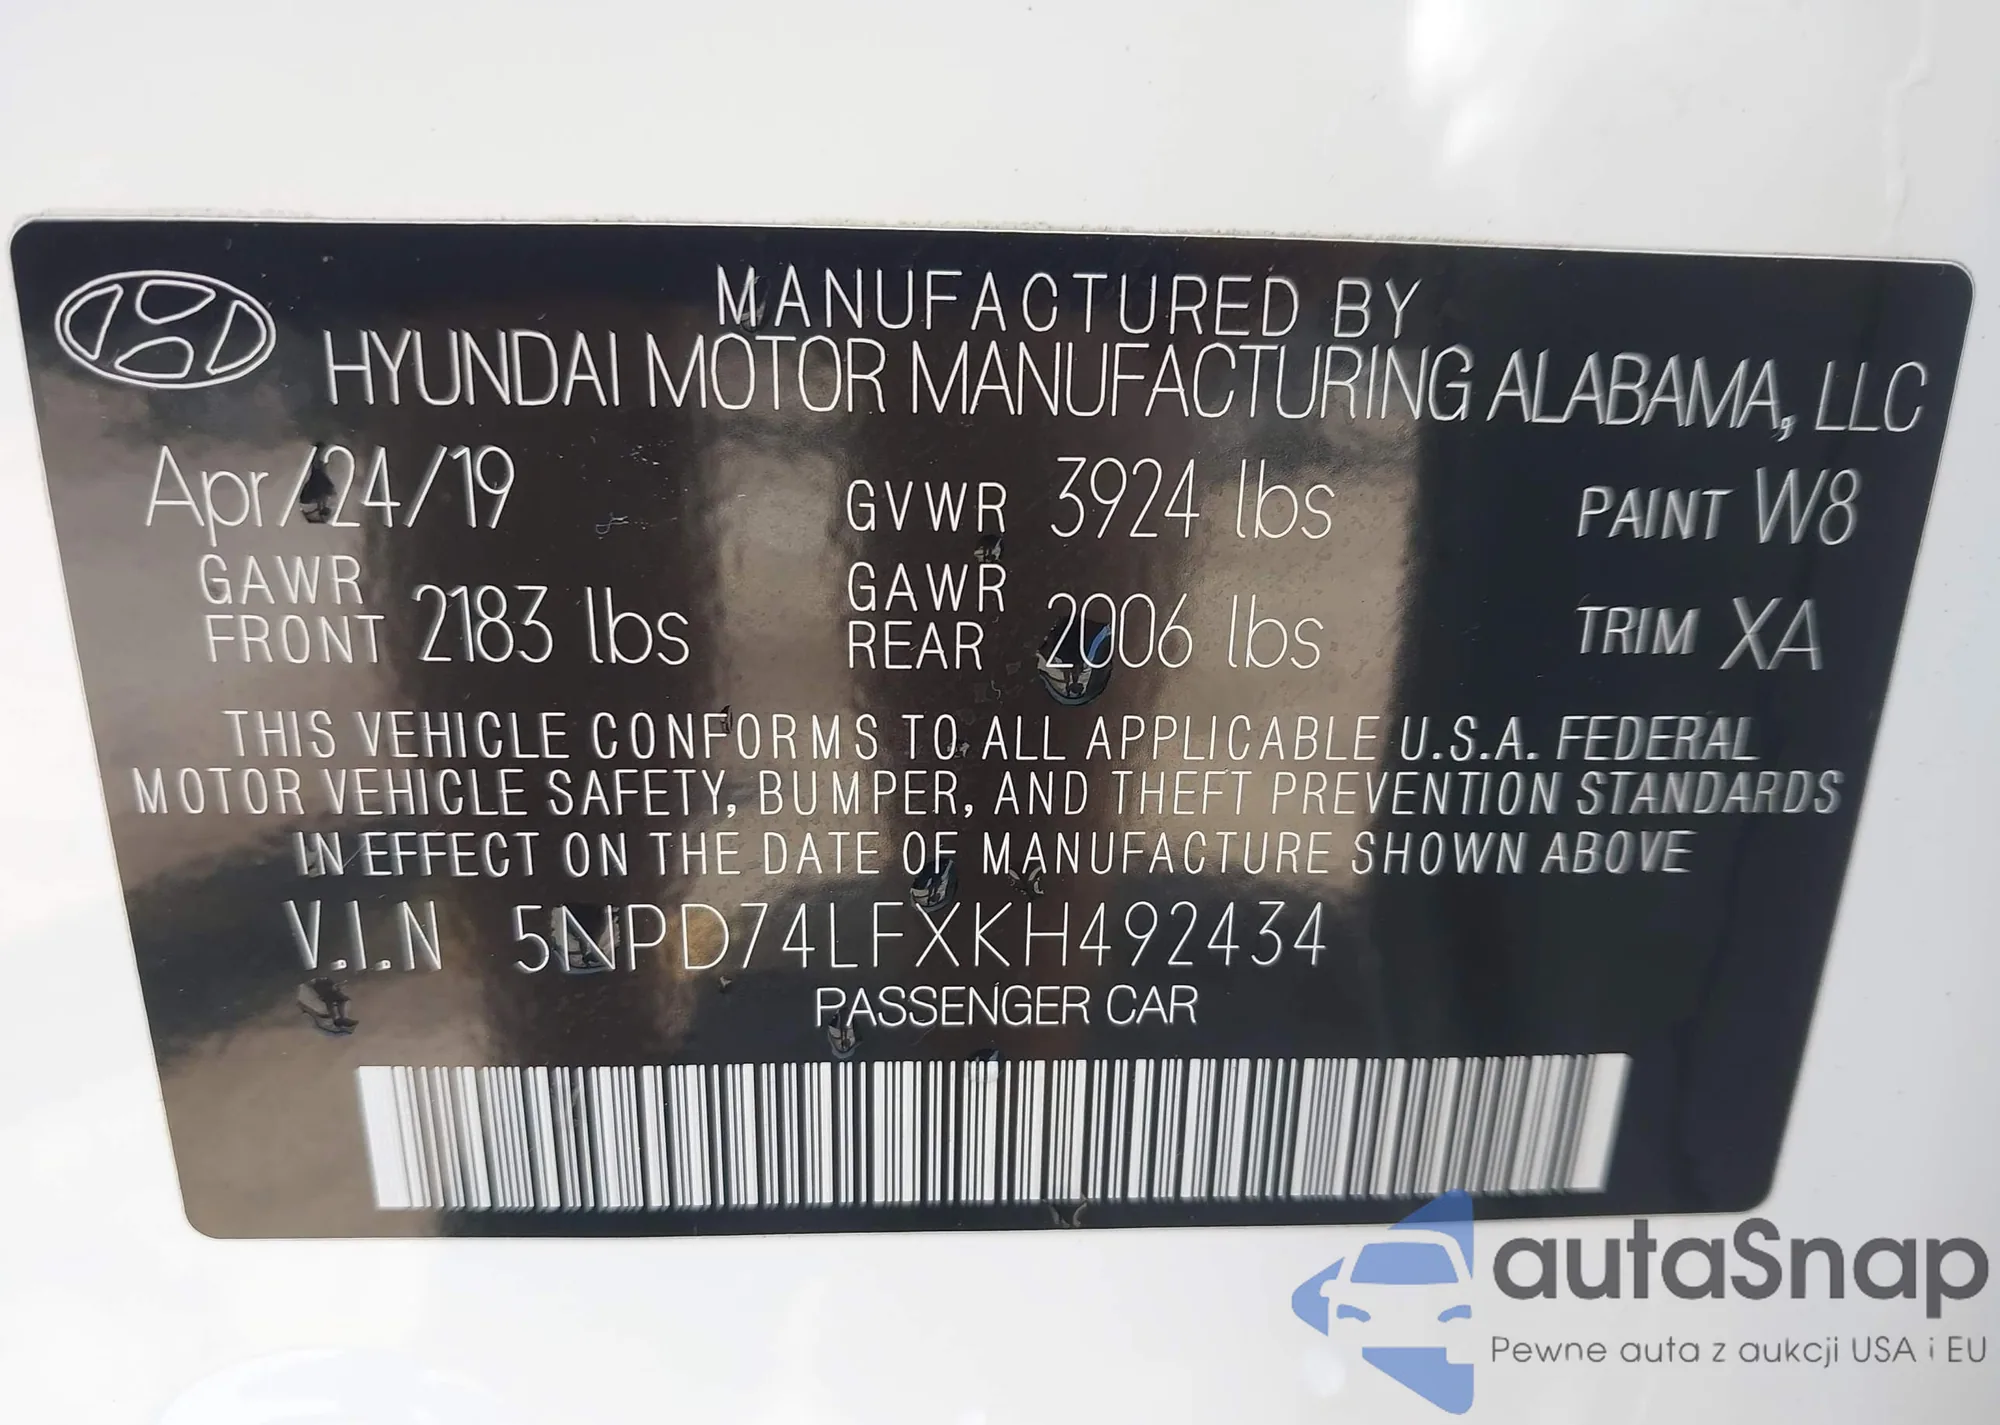 MANUFACTURED BY
HYUNDAI MOTOR MANUFACTURING ALABAMA, LLC
Apr/24/19 GVWR 3924 lbs PAINT W8
GAWR FRONT 2183 lbs GAWR REAR 2006 lbs TRIM XA
THIS VEHICLE CONFORMS TO ALL APPLICABLE U.S.A. FEDERAL
MOTOR VEHICLE SAFETY, BUMPER, AND THEFT PREVENTION STANDARDS
IN EFFECT ON THE DATE OF MANUFACTURE SHOWN ABOVE
V.I.N 5NPD74LFXKH492434
PASSENGER CAR
autaSnap
Pewne auta z aukcji USA i EU